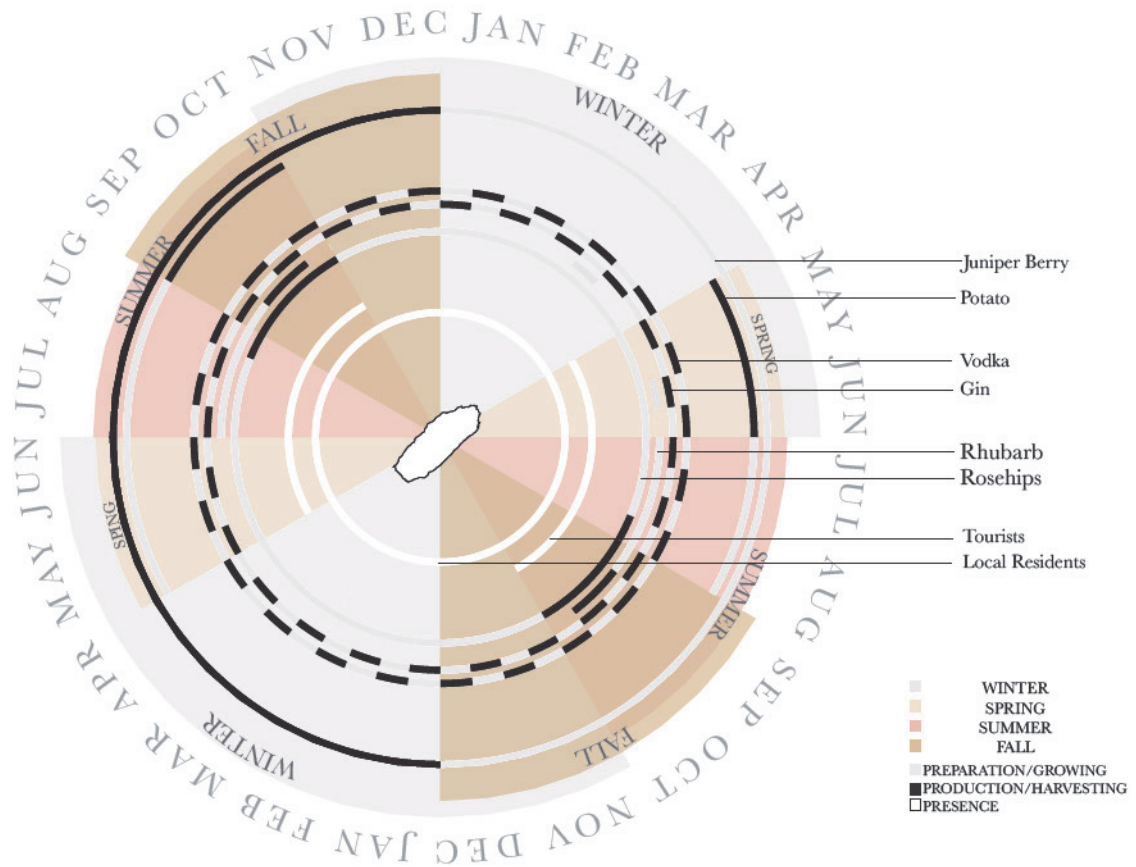 JAN FEB MAR APR MAY JUN JUL AUG SEP OCT NOV DEC JAN FEB MAR APR MAY JUN JUL AUG SEP OCT NOV DEC
WINTER
SPRING
SUMMER
FALL
WINTER
SPING
SUMMER
FALL
Juniper Berry
Potato
Vodka
Gin
Rhubarb
Rosehips
Tourists
Local Residents
WINTER
SPRING
SUMMER
FALL
PREPARATION/GROWING
PRODUCTION/HARVESTING
PRESENCE